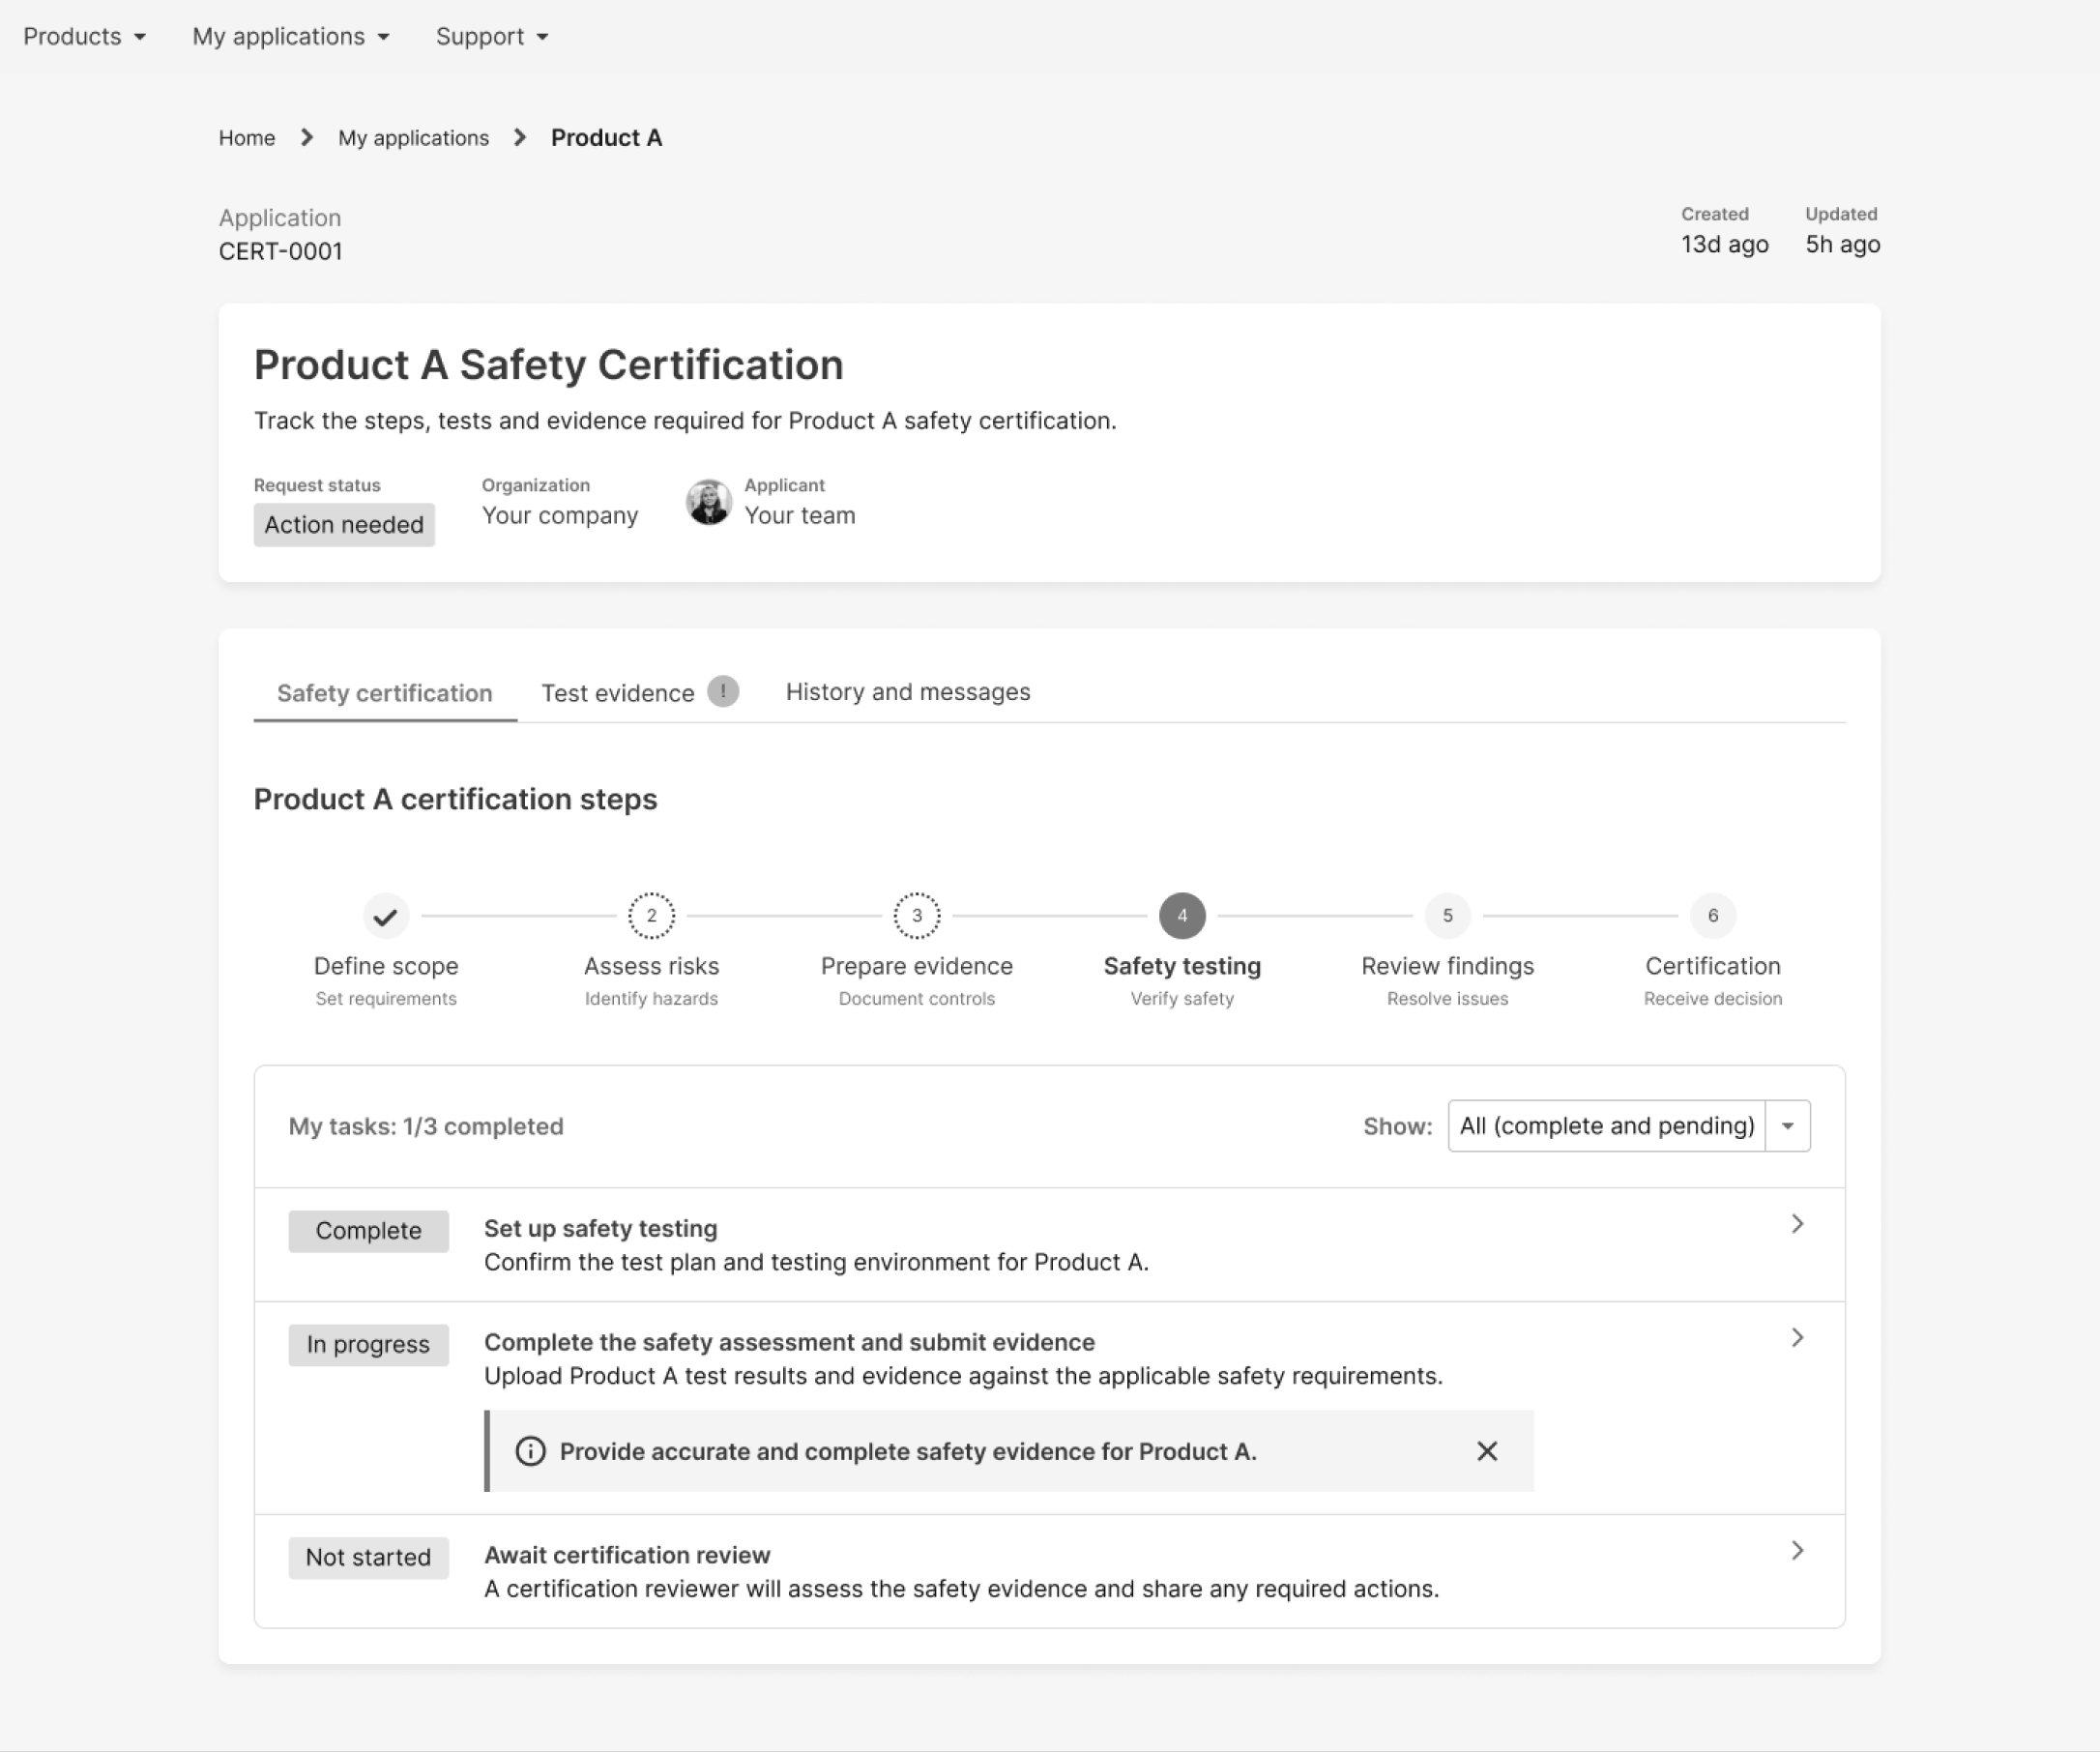 Products
My applications
Support
Home
My applications
Product A
Application
CERT-0001
Created
13d ago
Updated
5h ago
Product A Safety Certification
Track the steps, tests and evidence required for Product A safety certification.
Request status
Action needed
Organization
Your company
Applicant
Your team
Safety certification
Test evidence !
History and messages
Product A certification steps
Define scope
Set requirements
2
Assess risks
Identify hazards
3
Prepare evidence
Document controls
4
Safety testing
Verify safety
5
Review findings
Resolve issues
6
Certification
Receive decision
My tasks: 1/3 completed
Show: All (complete and pending)
Complete
Set up safety testing
Confirm the test plan and testing environment for Product A.
In progress
Complete the safety assessment and submit evidence
Upload Product A test results and evidence against the applicable safety requirements.
Provide accurate and complete safety evidence for Product A.
Not started
Await certification review
A certification reviewer will assess the safety evidence and share any required actions.